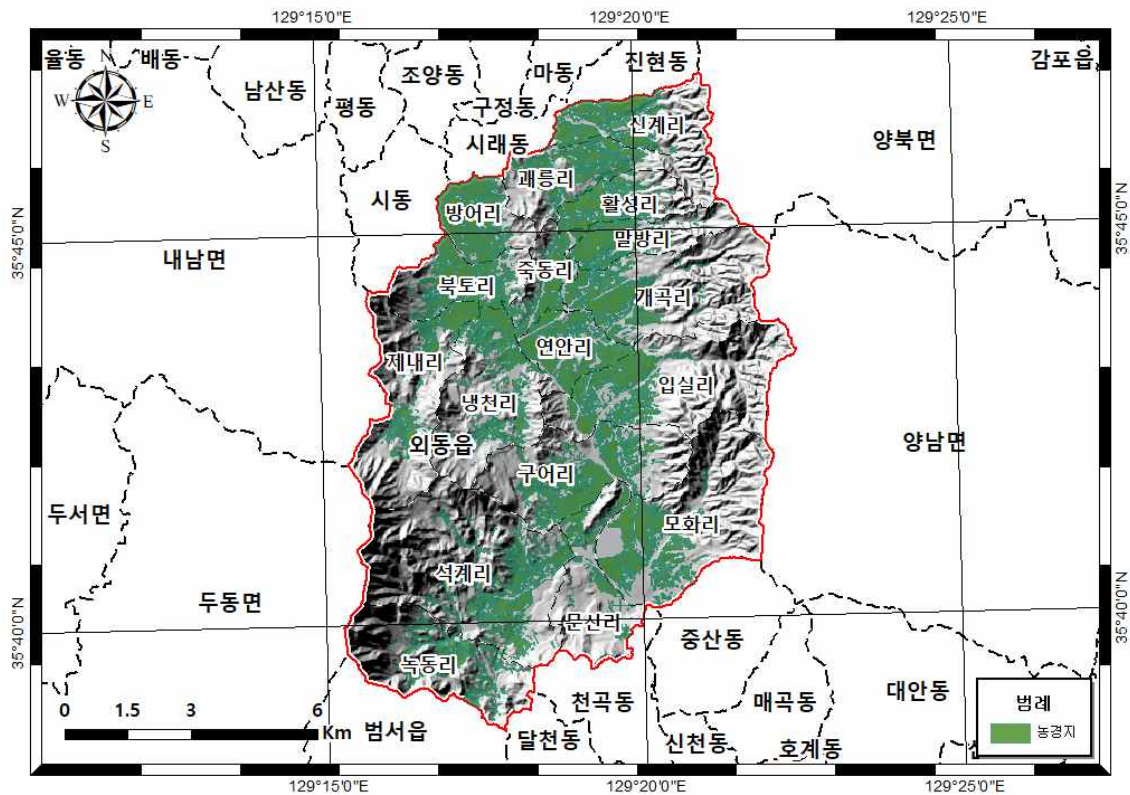 129°15'0"E 129°20'0"E 129°25'0"E
율동 배동 조양동 마동 진현동 감포읍
N
W E
S
남산동 평동 구정동
신계리
시래동 양북면
괘릉리
시동 방어리 활성리
35°45'0"N 말방리 35°45'0"N
내남면
죽동리
북토리 개곡리
연안리
제내리 입실리
냉천리
외동읍 양남면
구어리
두서면
모화리
석계리
두동면
문산리
35°40'0"N 35°40'0"N
중산동
녹동리
대안동
매곡동
천곡동
범례
농경지
0 1.5 3 6
Km
범서읍 달천동 신천동 호계동
129°15'0"E 129°20'0"E 129°25'0"E